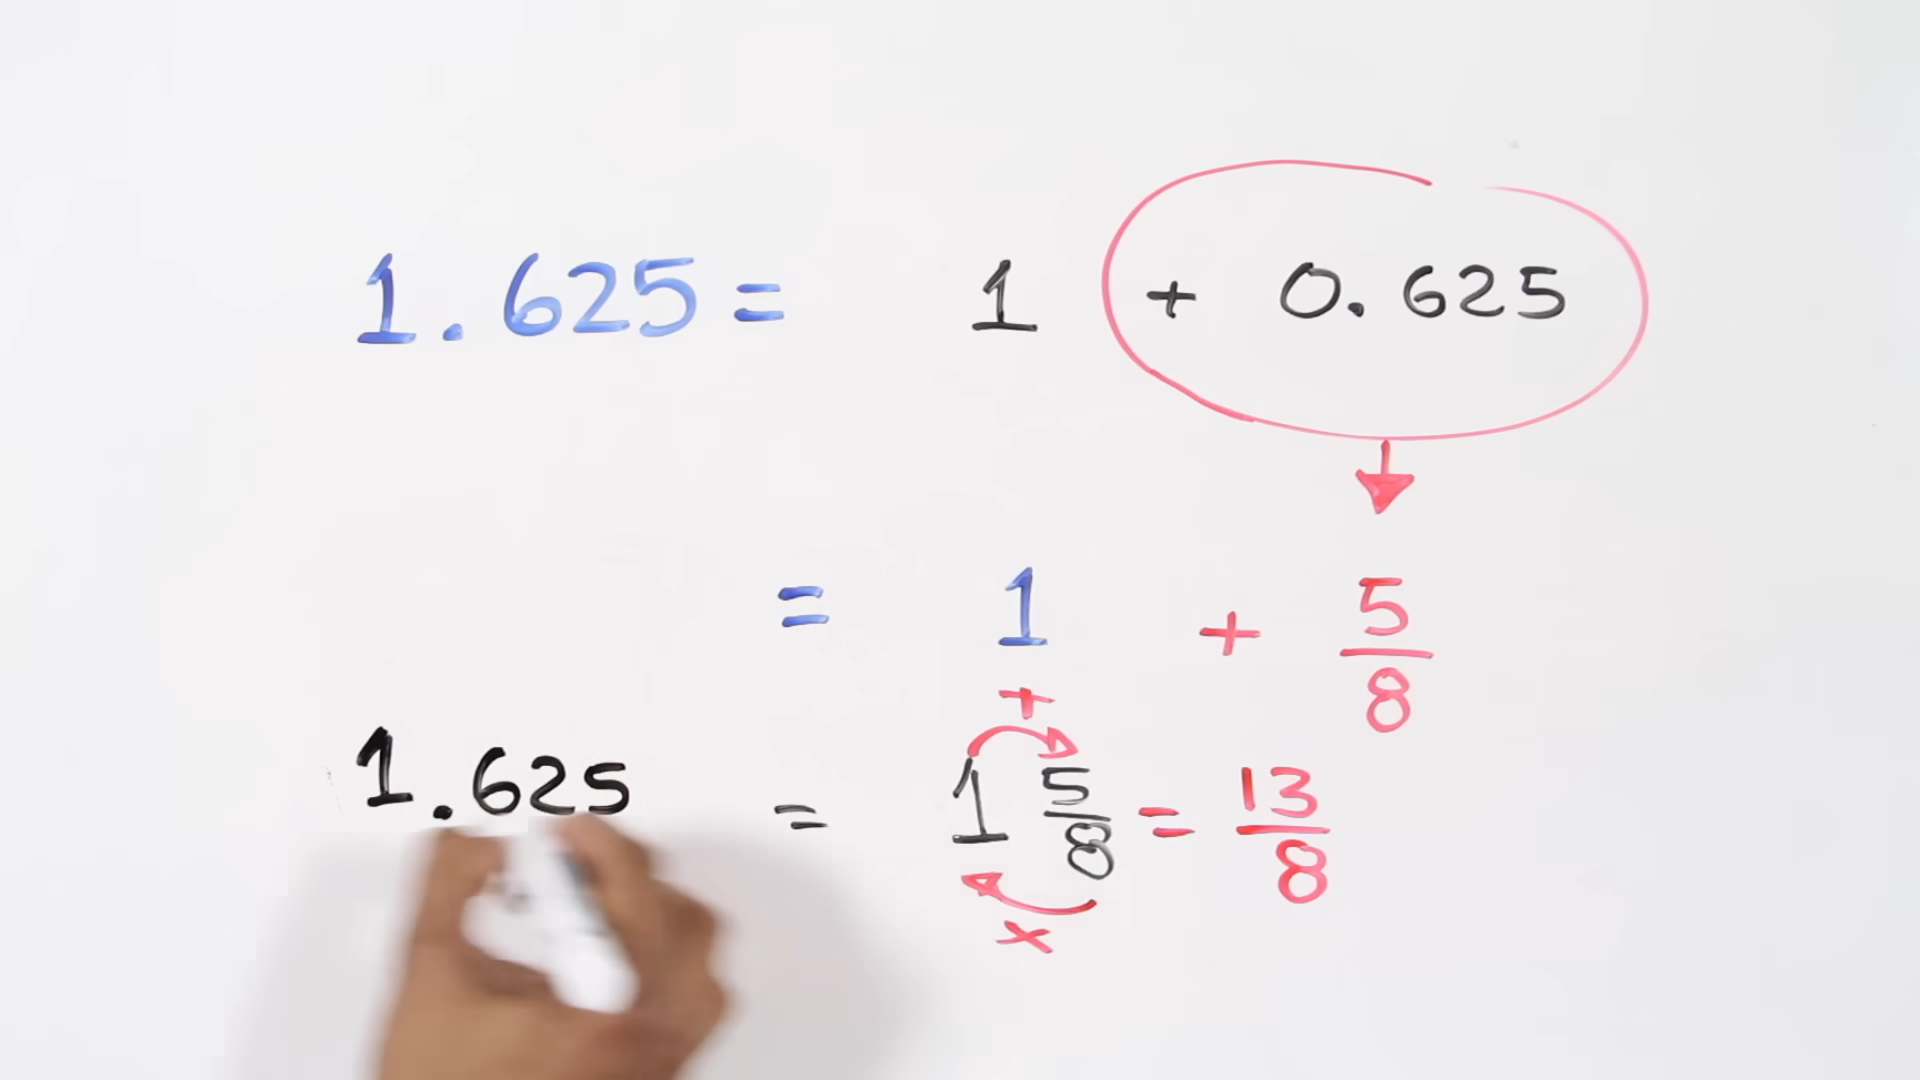 1.625 = 1 + 0.625
= 1 + 5/8
+
1.625 = 1 5/8 = 13/8
x